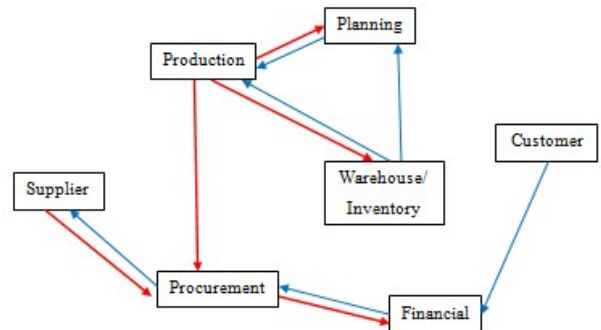 Planning
Production
Customer
Warehouse/
Inventory
Supplier
Procurement
Financial